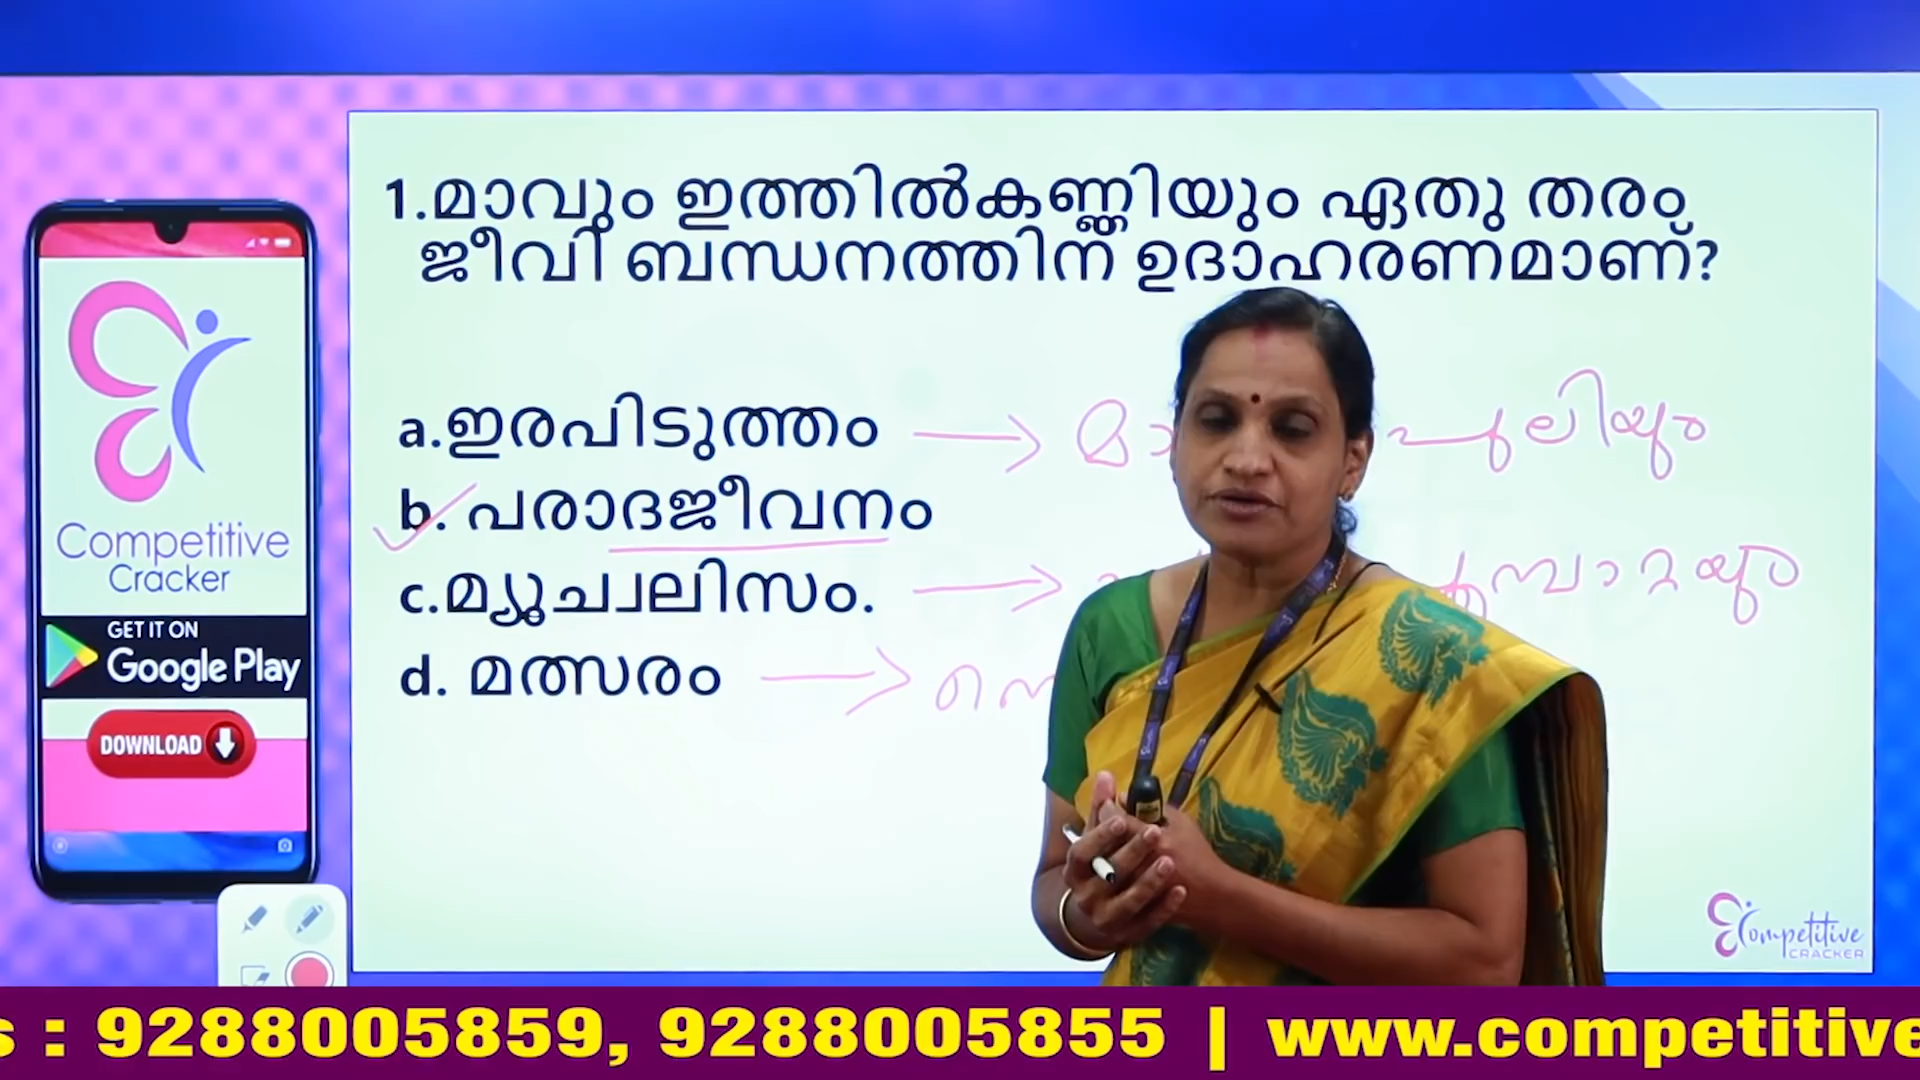 1.മാവും ഇത്തിൽകണ്ണിയും ഏതു തരം
ജീവി ബന്ധനത്തിന് ഉദാഹരണമാണ്?
a.ഇരപിടുത്തം → മാ പുലിയും
b. പരാദജീവനം
c.മ്യൂച്വലിസം. →
d. മത്സരം →
Competitive
Cracker
GET IT ON
Google Play
DOWNLOAD
Competitive
CRACKER
s : 9288005859, 9288005855 | www.competitive